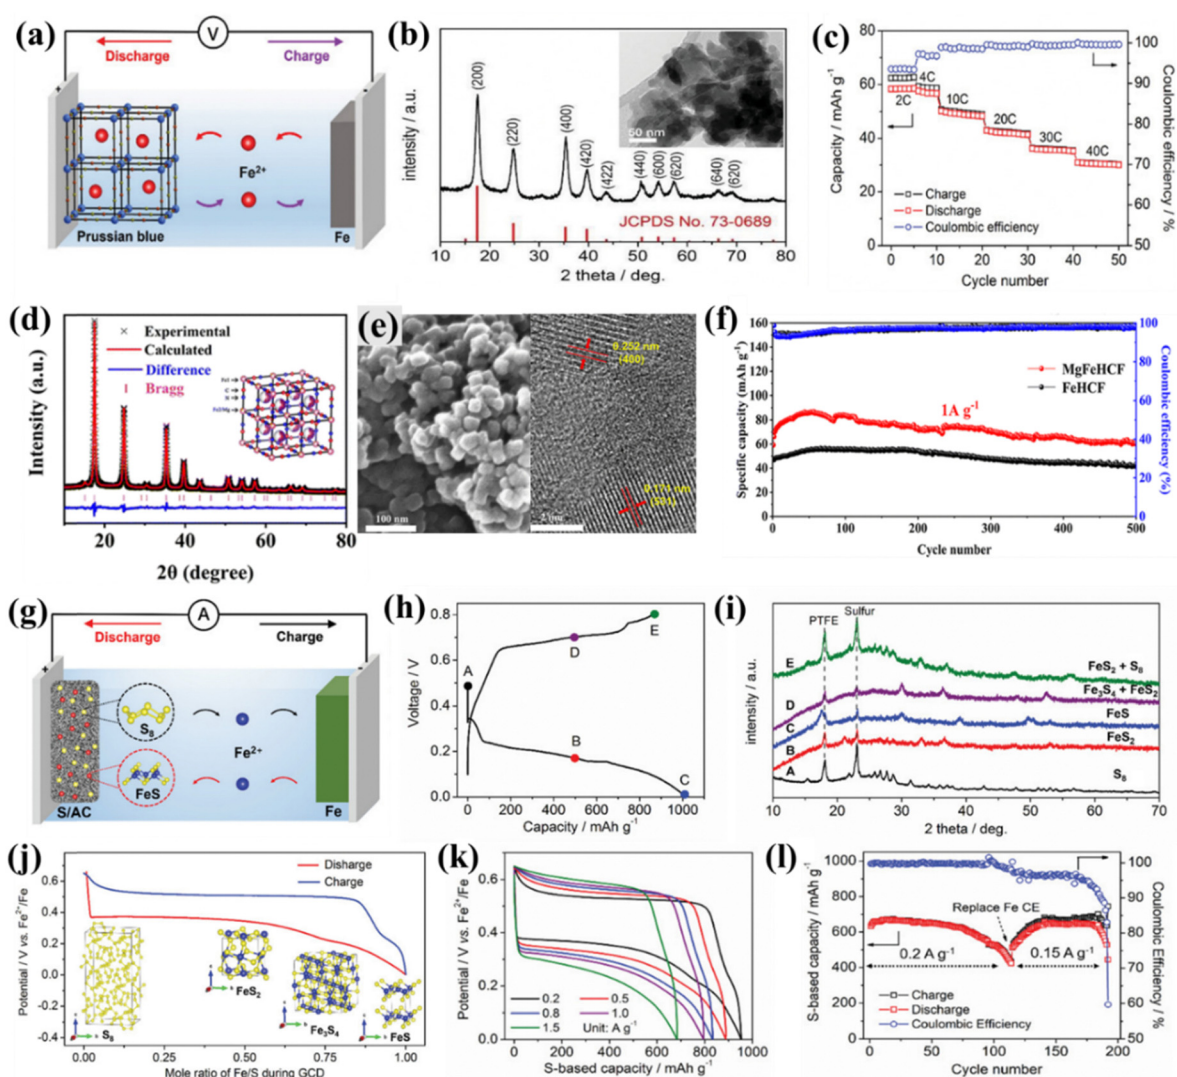 (a)
V
Discharge
Charge
Fe²⁺
Prussian blue
Fe
(b)
intensity / a.u.
(200)
(220)
(400)
(420)
(422)
(440)
(600)
(620)
(640)
(620)
50 nm
JCPDS No. 73-0689
10 20 30 40 50 60 70 80
2 theta / deg.
(c)
Capacity / mAh g⁻¹
80
60
40
20
0
2C
4C
10C
20C
30C
40C
Charge
Discharge
Coulombic efficiency
100
90
80
70
60
50
Coulombic efficiency / %
0 10 20 30 40 50
Cycle number
(d)
Intensity (a.u.)
Experimental
Calculated
Difference
Bragg
20 40 60 80
2θ (degree)
(e)
100 nm
0.252 nm
(400)
0.171 nm
(f)
Specific capacity (mAh g⁻¹)
160
140
120
100
80
60
40
20
0
MgFeHCF
FeHCF
1A g⁻¹
100
80
60
40
20
0
Coulombic efficiency (%)
0 100 200 300 400 500
Cycle number
(g)
A
Discharge
Charge
S₈
FeS
Fe²⁺
S/AC
Fe
(h)
Voltage / V
0.8
0.6
0.4
0.2
0.0
A
B
C
D
E
0 200 400 600 800 1000
Capacity / mAh g⁻¹
(i)
intensity / a.u.
PTFE
Sulfur
E
FeS₂ + S₈
D
Fe₃S₄ + FeS₂
C
FeS
B
FeS₂
A
S₈
10 20 30 40 50 60 70
2 theta / deg.
(j)
Potential / V vs. Fe²⁺/Fe
0.8
0.4
0.0
-0.4
Disharge
Charge
S₈
FeS₂
Fe₃S₄
FeS
0.00 0.25 0.50 0.75 1.00
Mole ratio of Fe/S during GCD
(k)
Potential / V vs. Fe²⁺/Fe
0.6
0.4
0.2
0.0
0.2
0.5
0.8
1.0
1.5
Unit: A g⁻¹
0 200 400 600 800 1000
S-based capacity / mAh g⁻¹
(l)
S-based capacity / mAh g⁻¹
1000
800
600
400
200
0
Replace Fe CE
0.2 A g⁻¹
0.15 A g⁻¹
Charge
Discharge
Coulombic Efficiency
100
90
80
70
60
50
Coulombic Efficiency / %
0 50 100 150 200
Cycle number